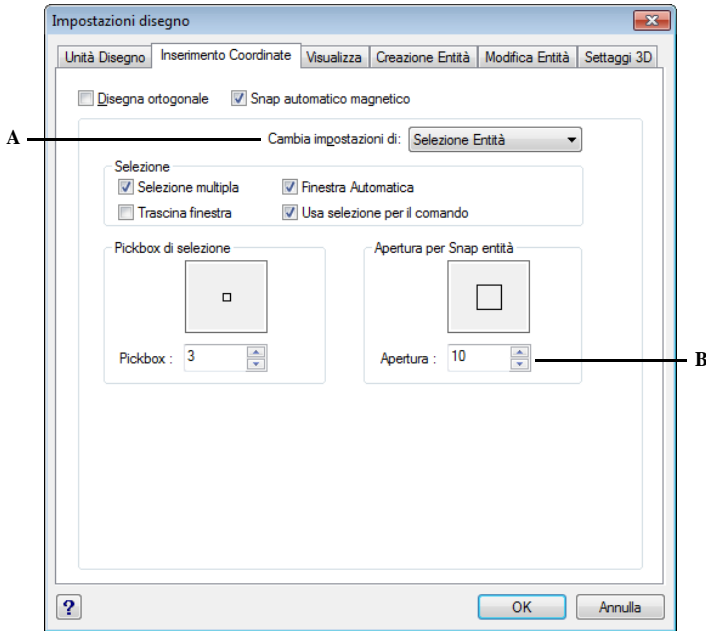 Impostazioni disegno
Unità Disegno Inserimento Coordinate Visualizza Creazione Entità Modifica Entità Settaggi 3D
Disegna ortogonale Snap automatico magnetico
A Cambia impostazioni di: Selezione Entità
Selezione
Selezione multipla Finestra Automatica
Trascina finestra Usa selezione per il comando
Pickbox di selezione Apertura per Snap entità
Pickbox : 3 Apertura : 10 B
? OK Annulla